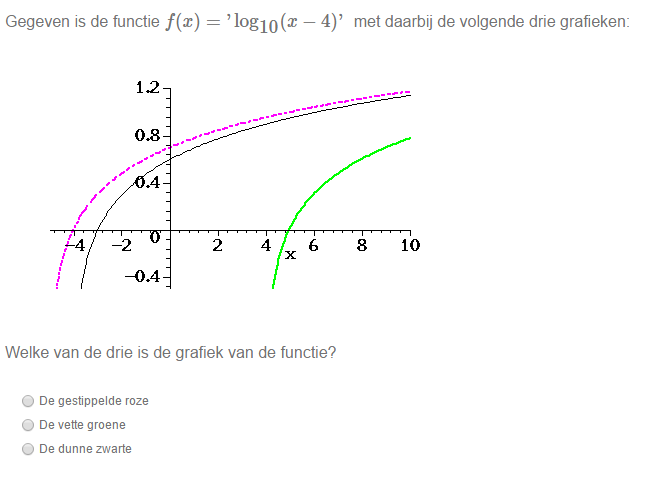 Gegeven is de functie f(x) = ’ log₁₀(x − 4)’ met daarbij de volgende drie grafieken:
1.2
0.8
0.4
0
−4 −2 2 4 6 8 10
x
−0.4
Welke van de drie is de grafiek van de functie?
De gestippelde roze
De vette groene
De dunne zwarte